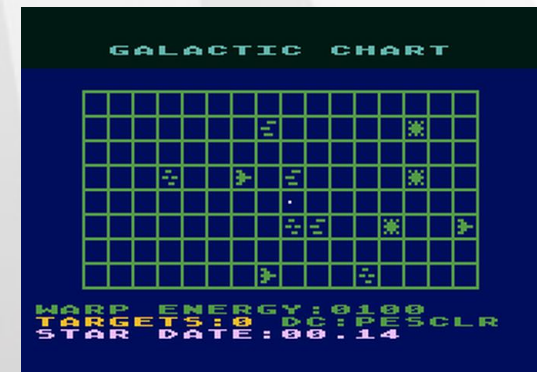 GALACTIC CHART
WARP ENERGY:0100
TARGETS:0 DC:PESCLR
STAR DATE:00.14